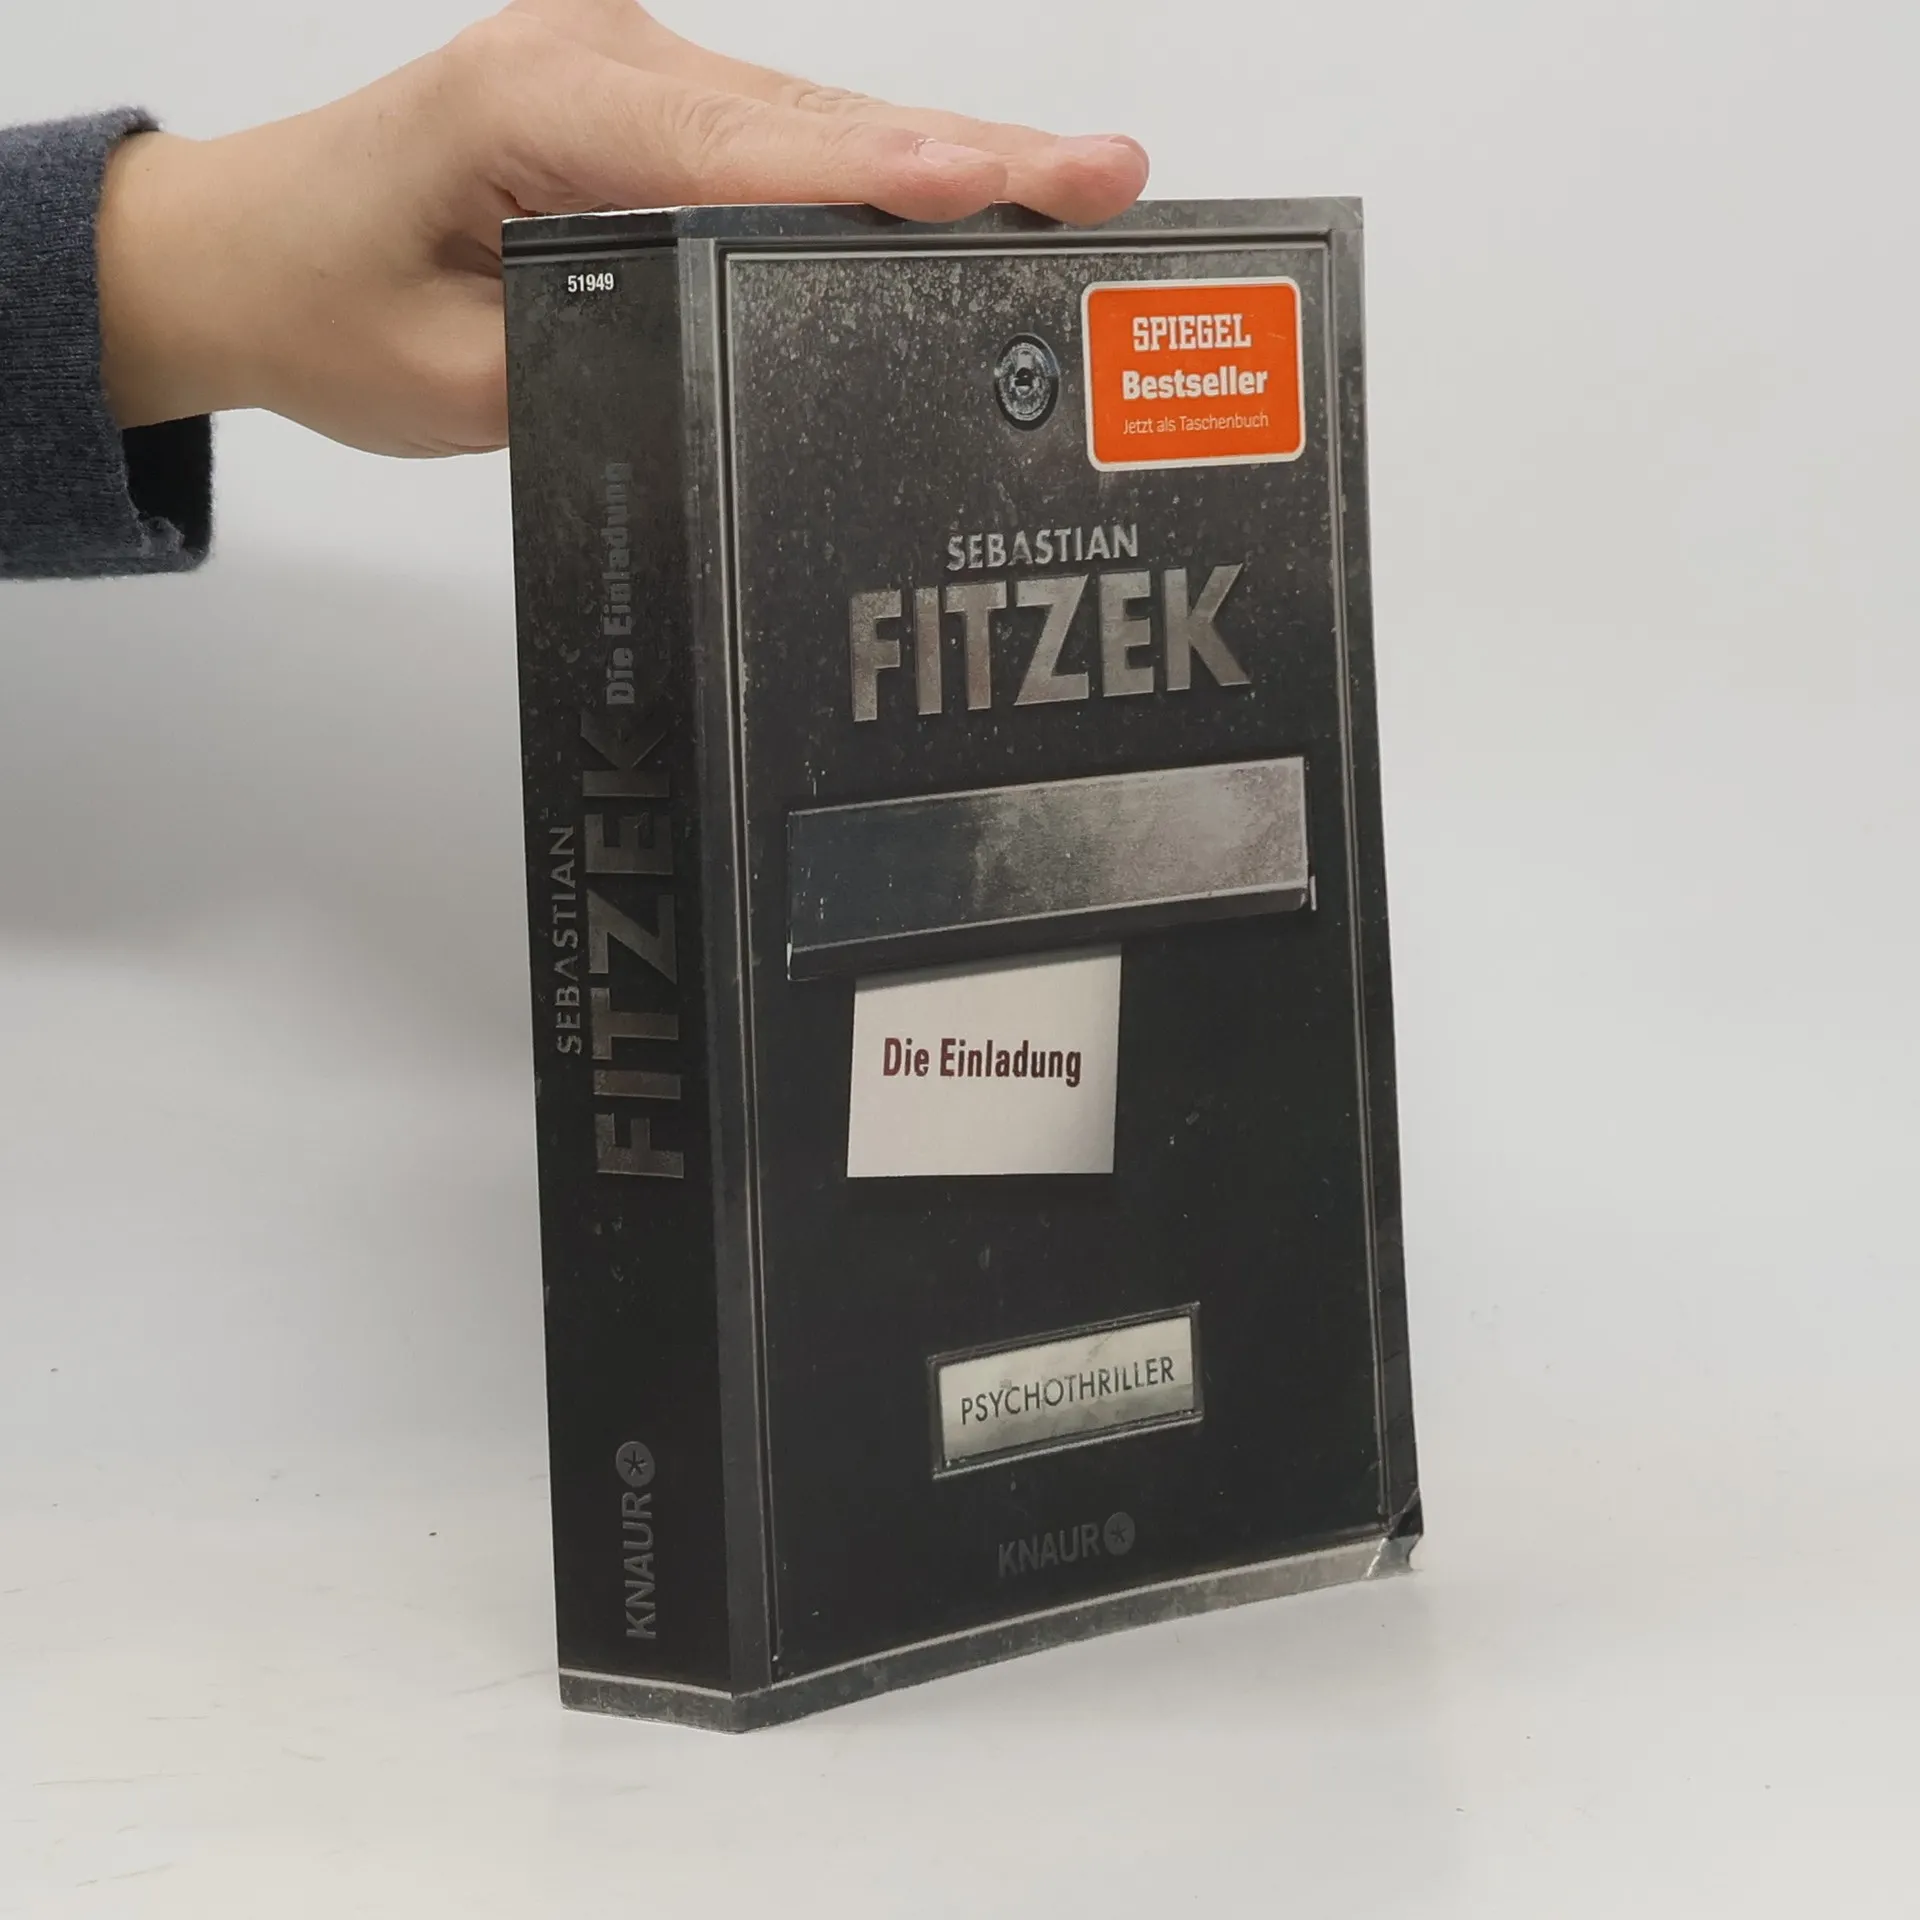 51949
SEBASTIAN
FITZEK Die Einladung
KNAUR
SPIEGEL
Bestseller
Jetzt als Taschenbuch
SEBASTIAN
FITZEK
Die Einladung
PSYCHOTHRILLER
KNAUR